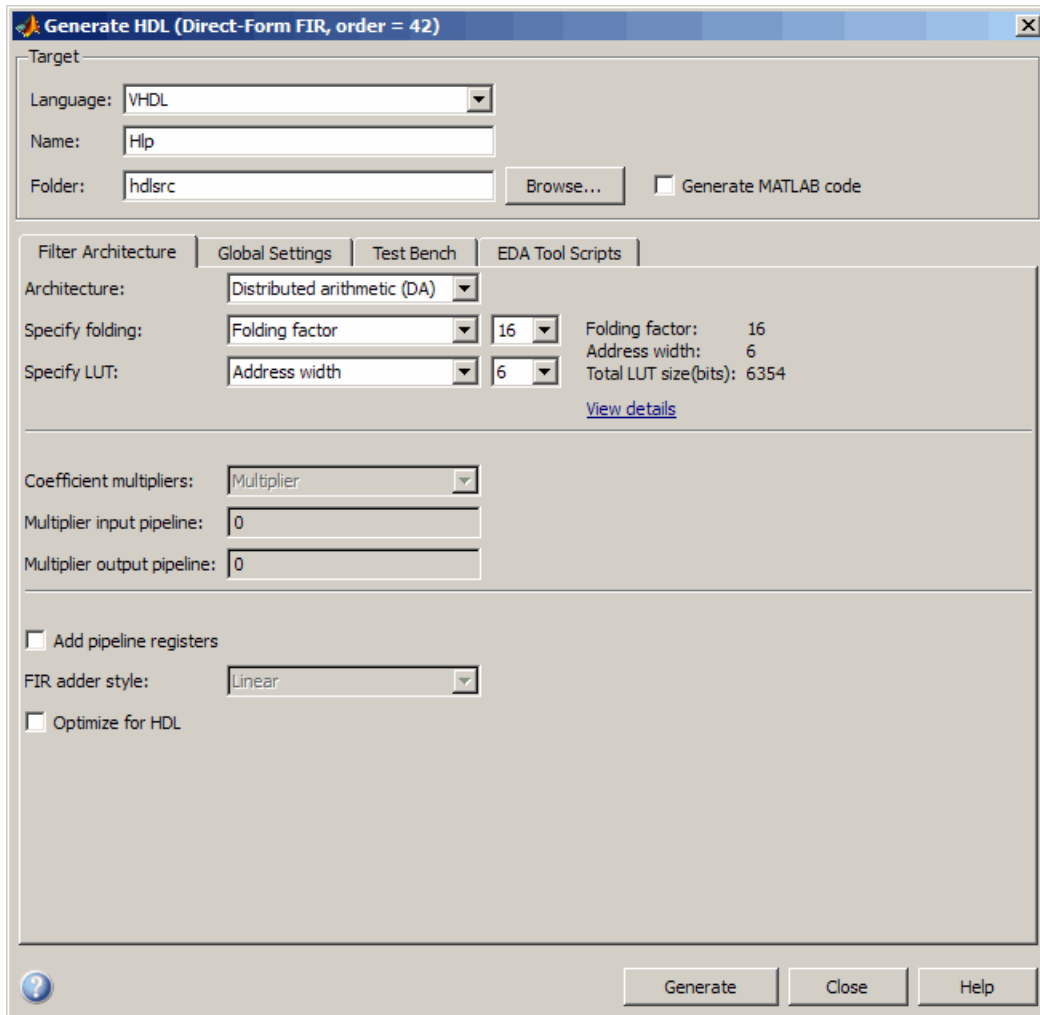 Generate HDL (Direct-Form FIR, order = 42)
Target
Language: VHDL
Name: Hlp
Folder: hdlsrc Browse... Generate MATLAB code
Filter Architecture Global Settings Test Bench EDA Tool Scripts
Architecture: Distributed arithmetic (DA)
Specify folding: Folding factor 16 Folding factor: 16
Address width: 6
Specify LUT: Address width 6 Total LUT size(bits): 6354
View details
Coefficient multipliers: Multiplier
Multiplier input pipeline: 0
Multiplier output pipeline: 0
Add pipeline registers
FIR adder style: Linear
Optimize for HDL
? Generate Close Help